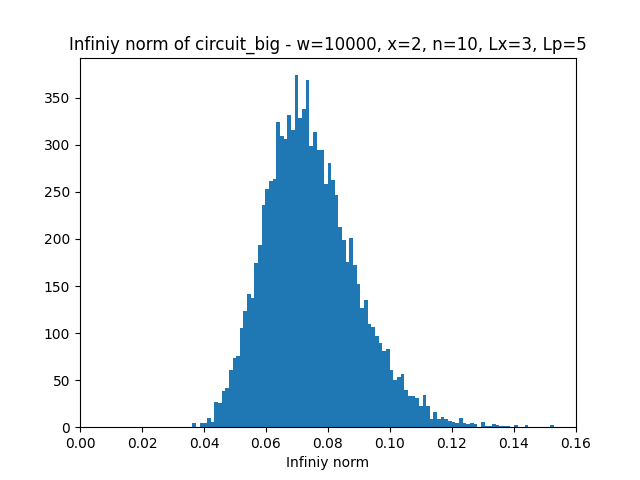 Infiniy norm of circuit_big - w=10000, x=2, n=10, Lx=3, Lp=5
350
300
250
200
150
100
50
0
0.00 0.02 0.04 0.06 0.08 0.10 0.12 0.14 0.16
Infiniy norm